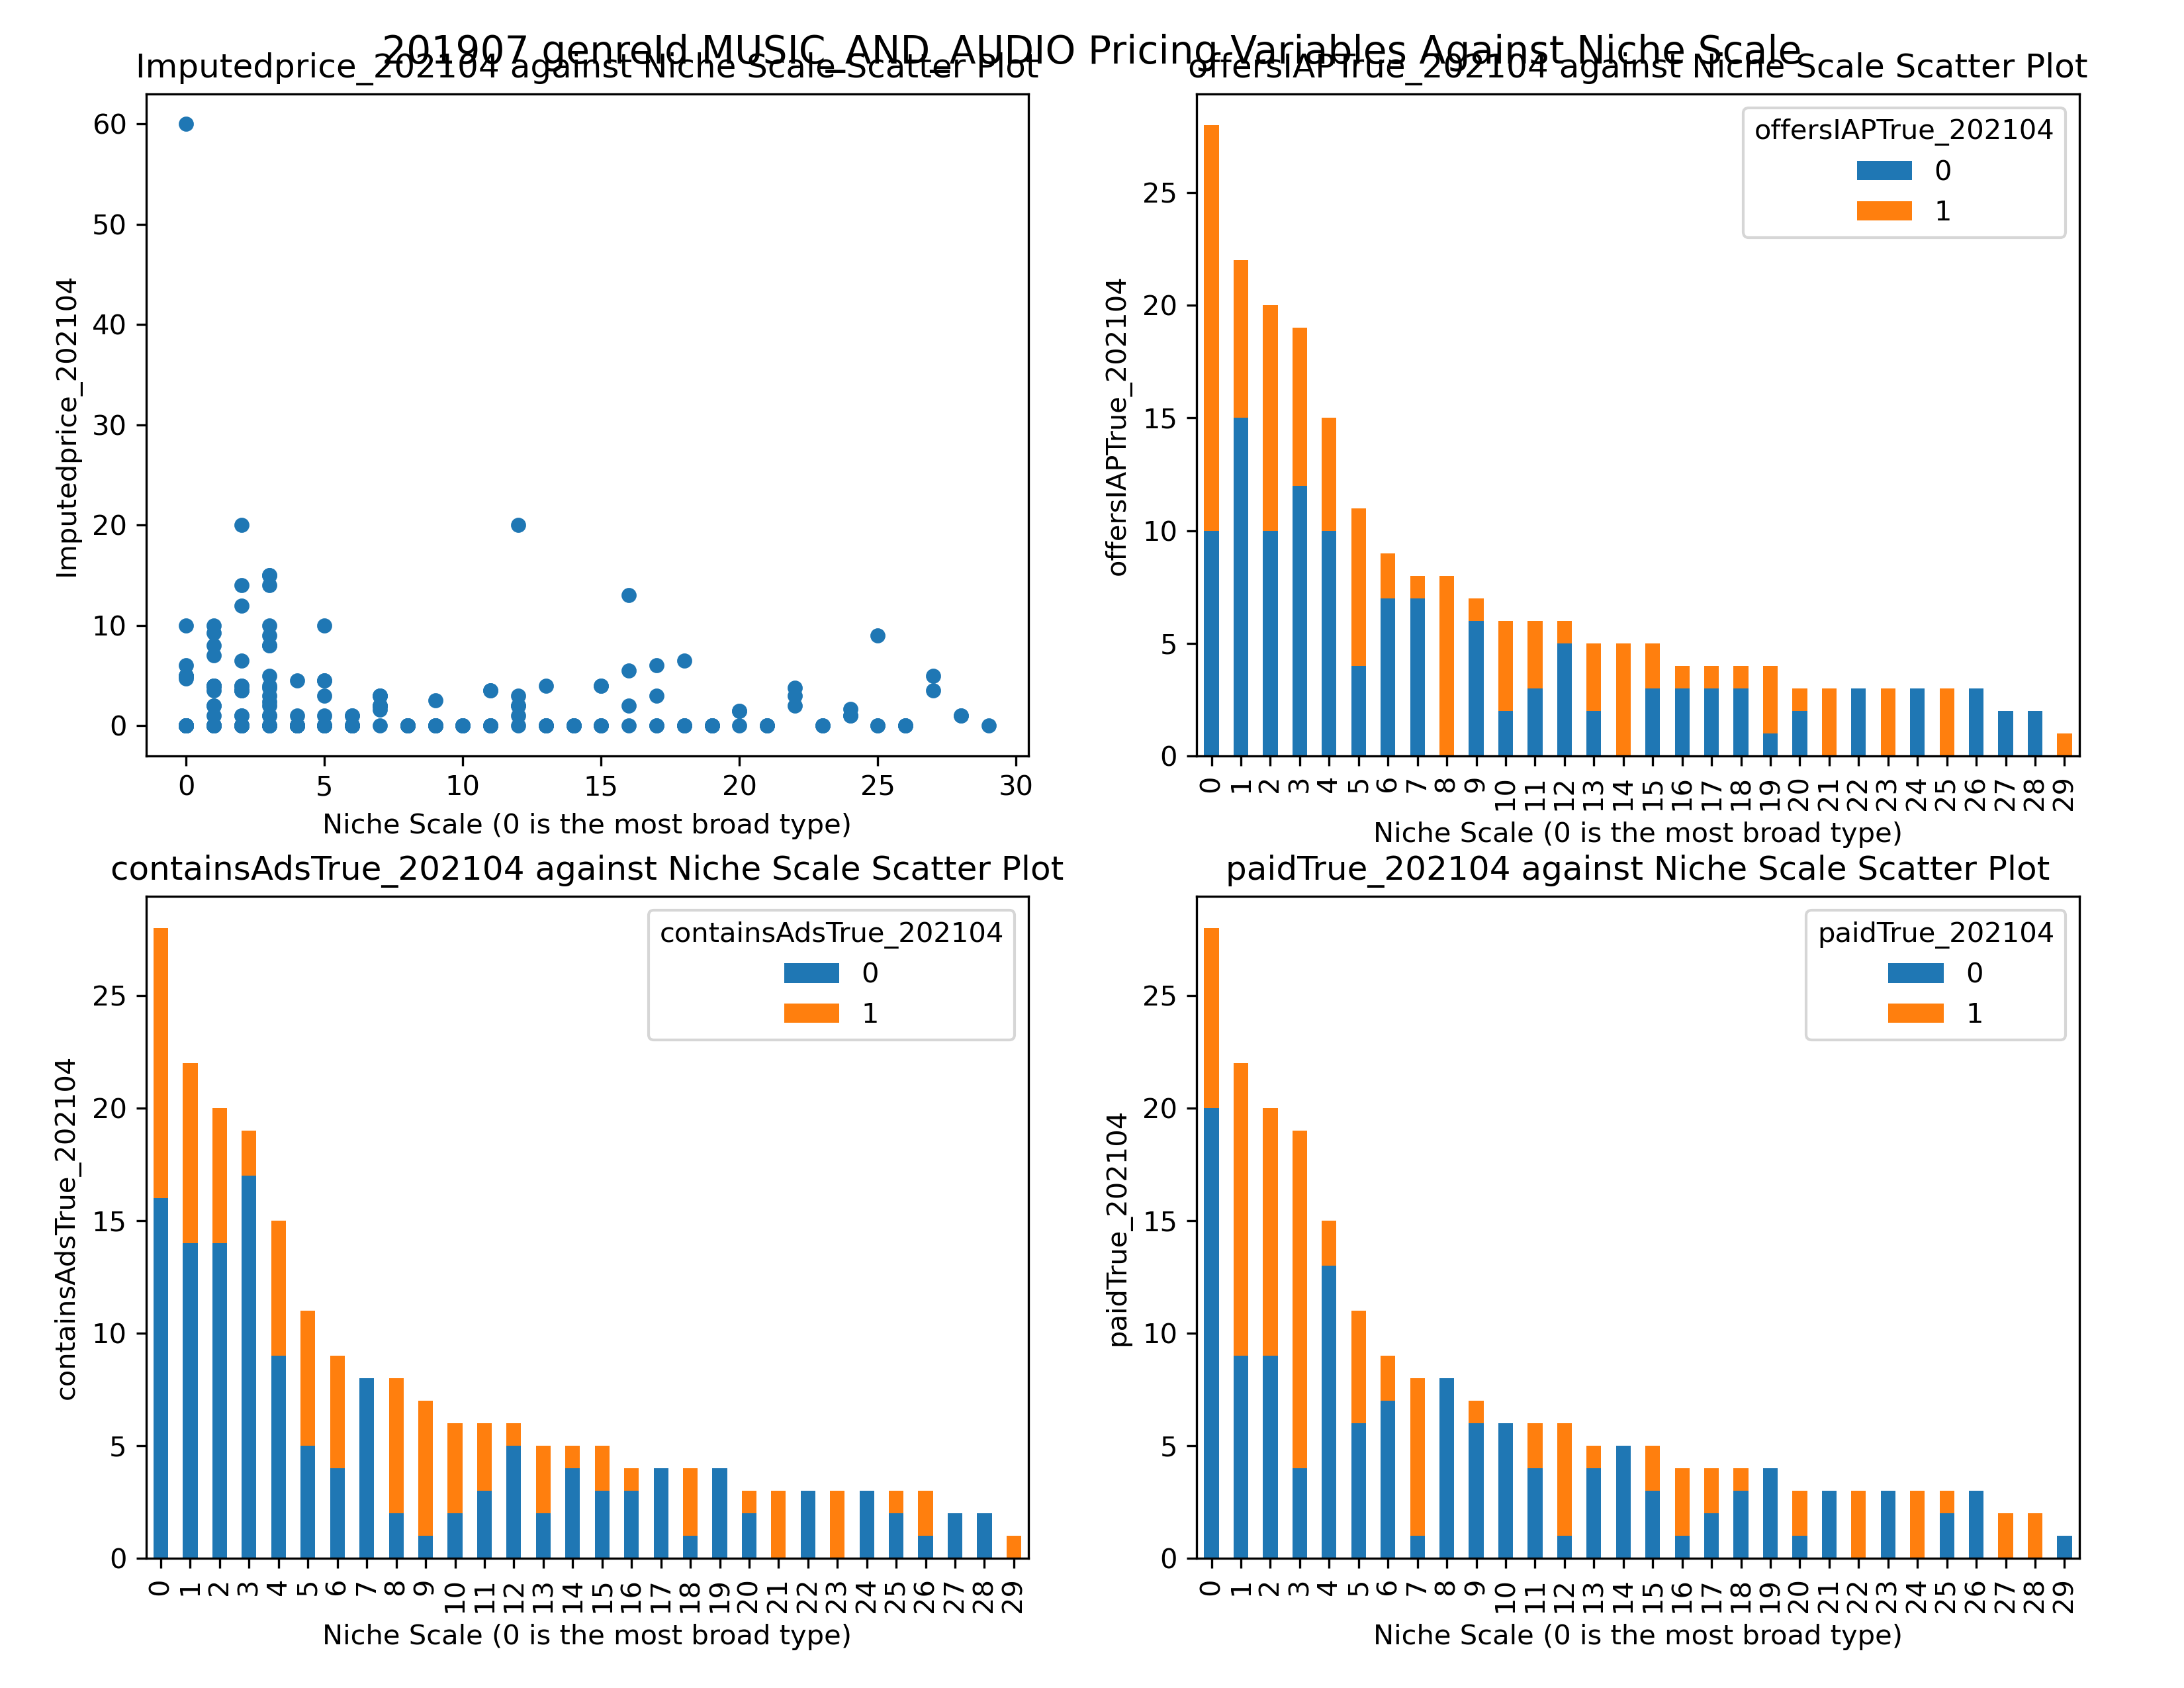 201907 genreId MUSIC_AND_AUDIO Pricing Variables Against Niche Scale
Imputedprice_202104 against Niche Scale Scatter Plot
Imputedprice_202104
60
50
40
30
20
10
0
0 5 10 15 20 25 30
Niche Scale (0 is the most broad type)
offersIAPTrue_202104 against Niche Scale Scatter Plot
offersIAPTrue_202104
0
1
offersIAPTrue_202104
25
20
15
10
5
0
0 1 2 3 4 5 6 7 8 9 10 11 12 13 14 15 16 17 18 19 20 21 22 23 24 25 26 27 28 29
Niche Scale (0 is the most broad type)
containsAdsTrue_202104 against Niche Scale Scatter Plot
containsAdsTrue_202104
0
1
containsAdsTrue_202104
25
20
15
10
5
0
0 1 2 3 4 5 6 7 8 9 10 11 12 13 14 15 16 17 18 19 20 21 22 23 24 25 26 27 28 29
Niche Scale (0 is the most broad type)
paidTrue_202104 against Niche Scale Scatter Plot
paidTrue_202104
0
1
paidTrue_202104
25
20
15
10
5
0
0 1 2 3 4 5 6 7 8 9 10 11 12 13 14 15 16 17 18 19 20 21 22 23 24 25 26 27 28 29
Niche Scale (0 is the most broad type)